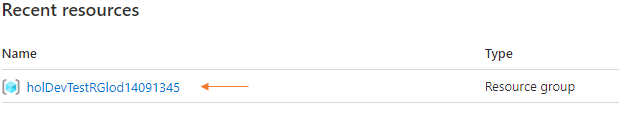 Recent resources
Name Type
holDevTestRGlod14091345 Resource group